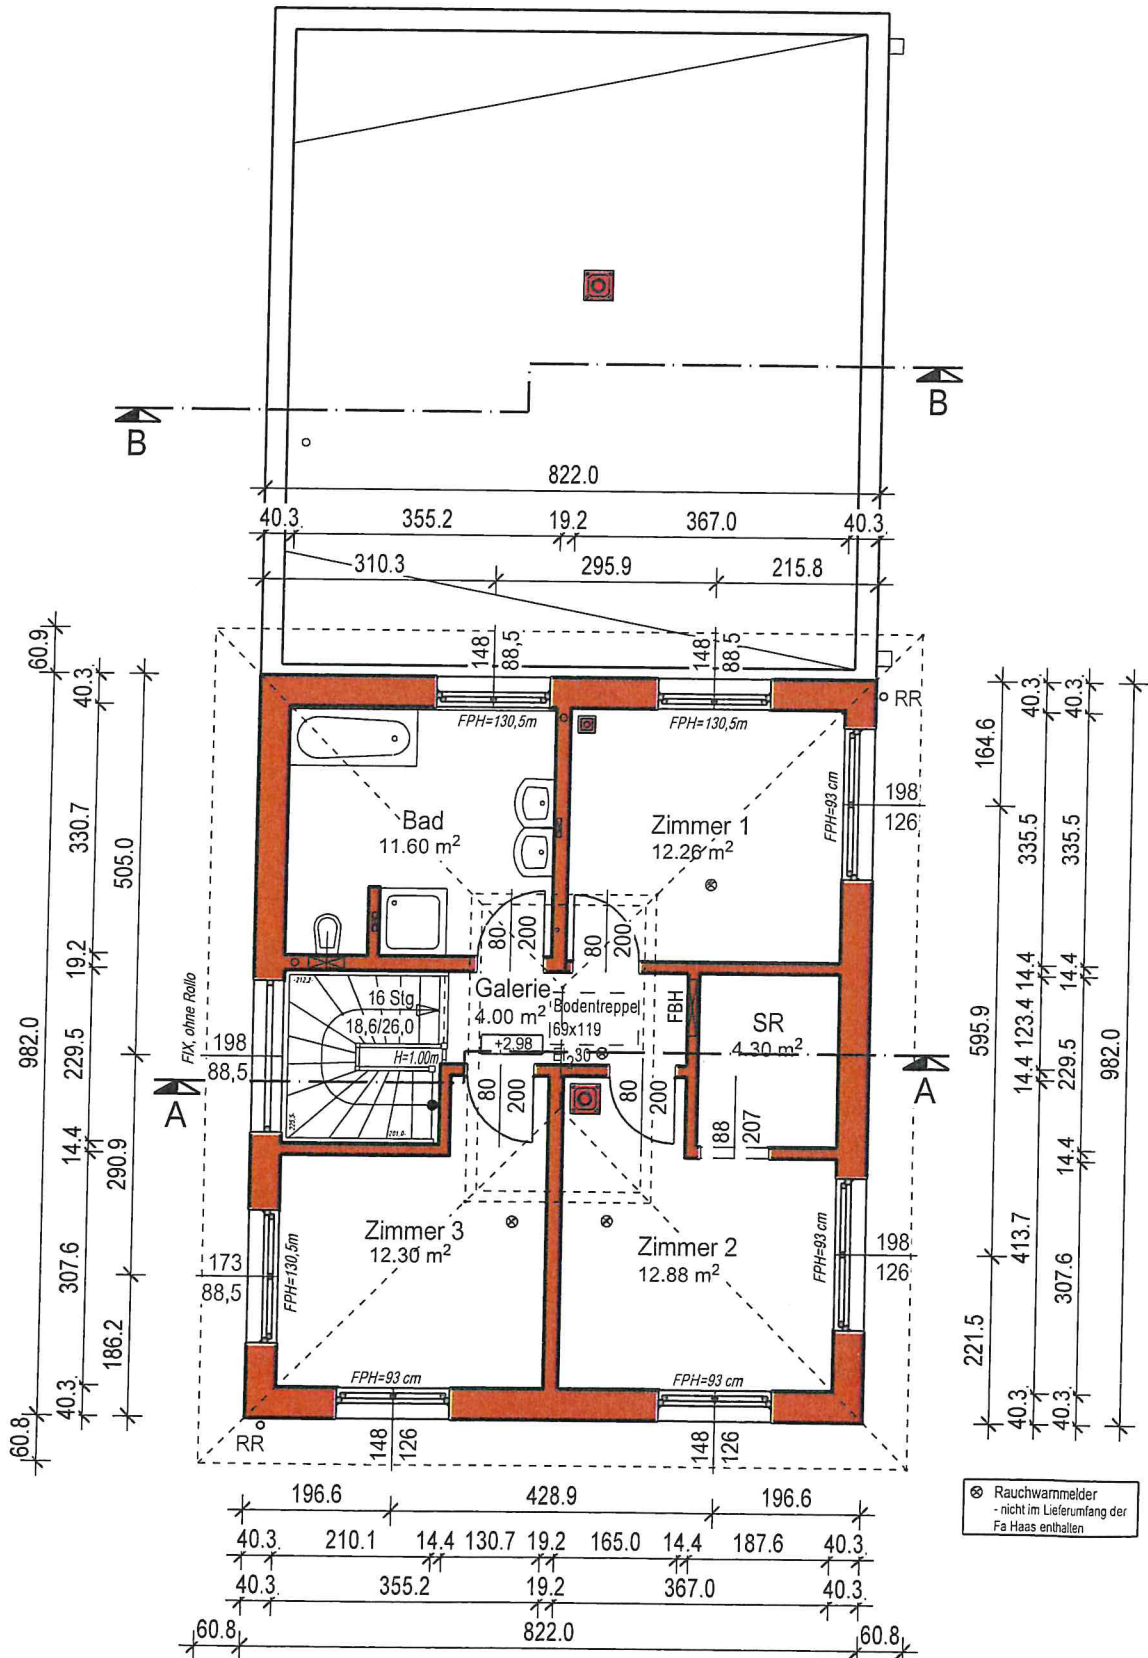 B
B
822.0
40.3
355.2
19.2
367.0
40.3
310.3
295.9
215.8
148
88,5
148
88,5
FPH=130,5m
FPH=130,5m
RR
60.9
40.3
330.7
505.0
19.2
982.0
229.5
14.4
290.9
307.6
186.2
40.3
60.8
Bad
11.60 m²
Zimmer 1
12.26 m²
FPH=93 cm
198
126
80
200
80
200
FIX, ohne Rollo
198
88,5
A
16 Stg
18,6/26,0
H=1.00m
Galerie
4.00 m²
Bodentreppe
69x119
+2.98
2,30
FBH
SR
4.30 m²
A
80
200
80
200
88
207
Zimmer 3
12.30 m²
Zimmer 2
12.88 m²
173
88,5
FPH=130,5m
FPH=93 cm
198
126
FPH=93 cm
FPH=93 cm
RR
148
126
148
126
164.6
595.9
221.5
40.3
335.5
14.4
123.4
14.4
413.7
40.3
40.3
335.5
14.4
229.5
14.4
307.6
40.3
982.0
196.6
428.9
196.6
40.3
210.1
14.4
130.7
19.2
165.0
14.4
187.6
40.3
40.3
355.2
19.2
367.0
40.3
60.8
822.0
60.8
Rauchwarnmelder
- nicht im Lieferumfang der
Fa Haas enthalten